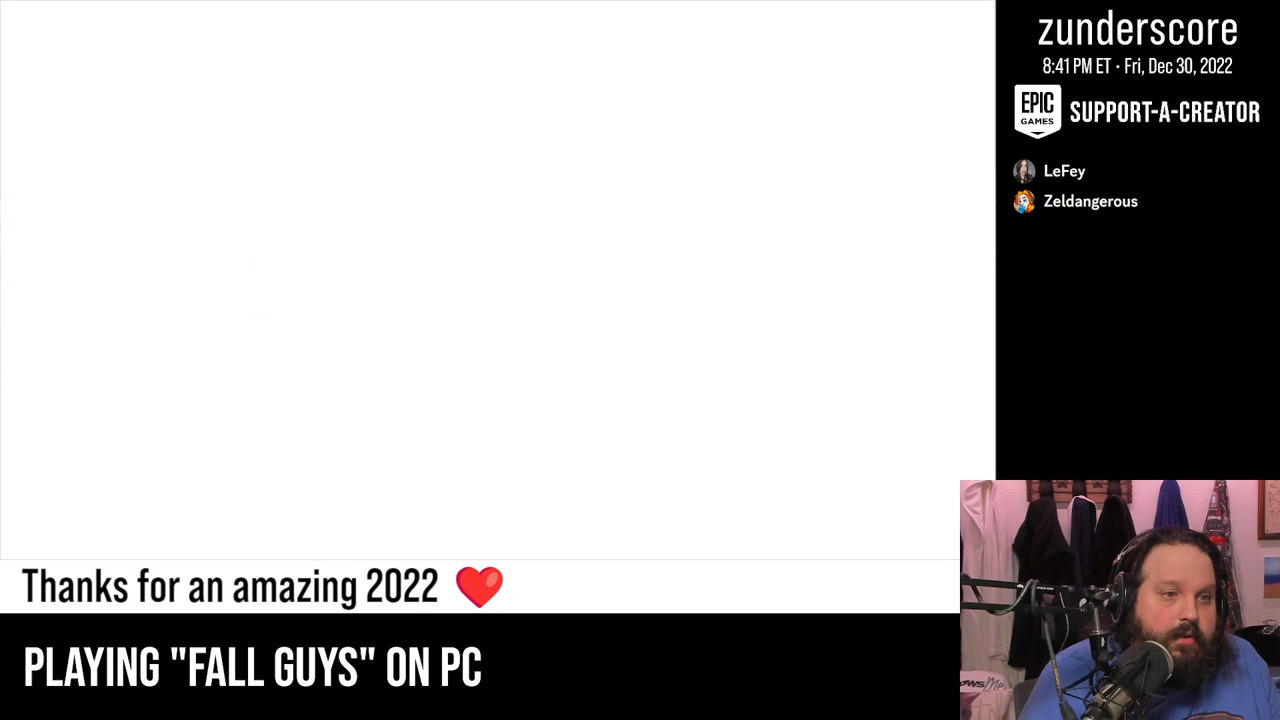 zunderscore
8:41 PM ET · Fri, Dec 30, 2022
EPIC
GAMES
SUPPORT-A-CREATOR
LeFey
Zeldangerous
Thanks for an amazing 2022 ❤️
PLAYING "FALL GUYS" ON PC